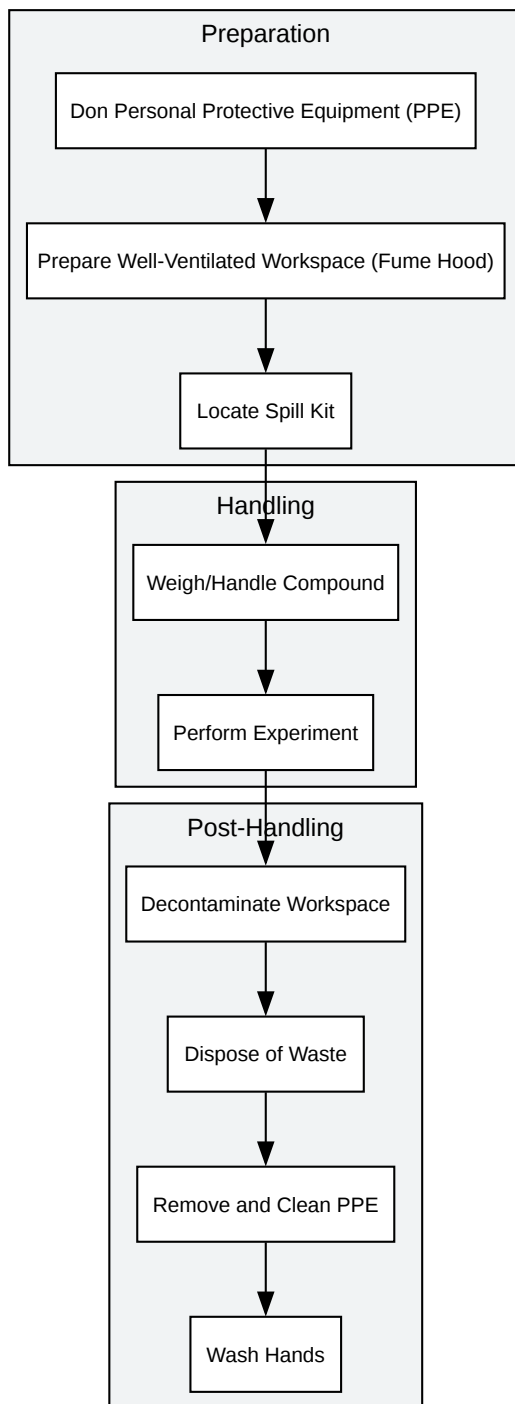 Preparation
Don Personal Protective Equipment (PPE)
Prepare Well-Ventilated Workspace (Fume Hood)
Locate Spill Kit
Handling
Weigh/Handle Compound
Perform Experiment
Post-Handling
Decontaminate Workspace
Dispose of Waste
Remove and Clean PPE
Wash Hands